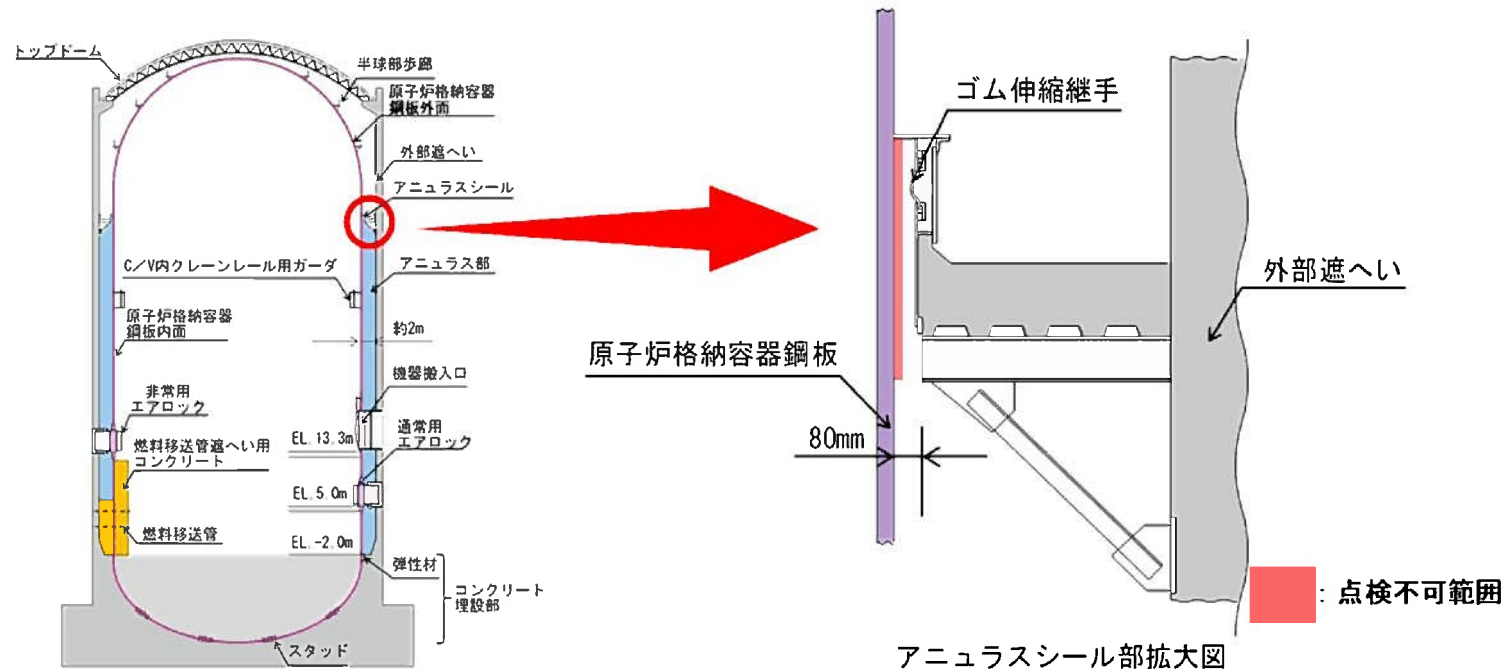 トップドーム
半球部歩廊
原子炉格納容器
鋼板外面
外部遮へい
アニュラスシール
C/V内クレーンレール用ガーダ
アニュラス部
原子炉格納容器
鋼板内面
約2m
機器搬入口
非常用
エアロック
通常用
エアロック
EL.13.3m
燃料移送管遮へい用
コンクリート
EL.5.0m
燃料移送管
EL.-2.0m
弾性材
コンクリート
埋設部
スタッド
ゴム伸縮継手
外部遮へい
原子炉格納容器鋼板
80mm
: 点検不可範囲
アニュラスシール部拡大図